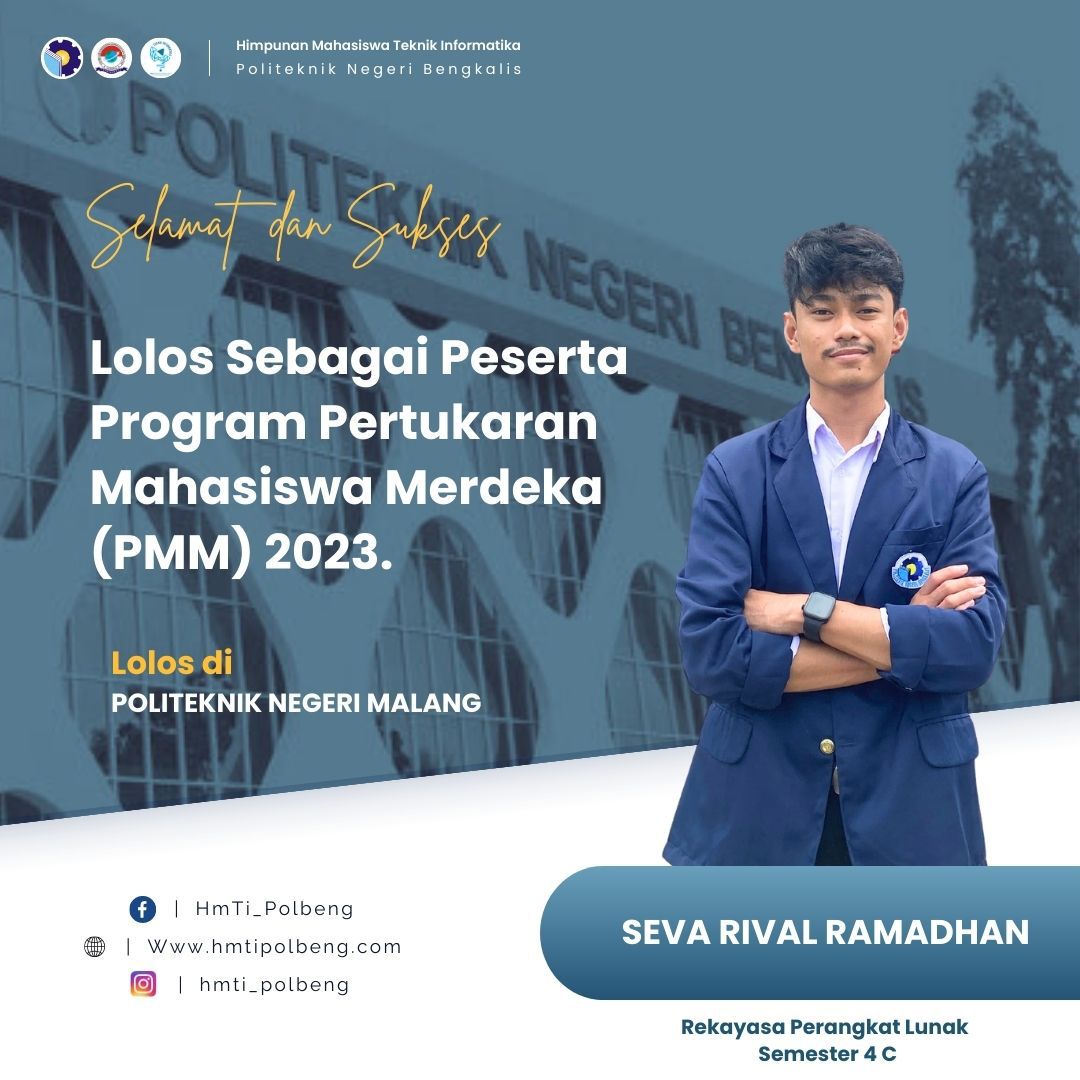 Himpunan Mahasiswa Teknik Informatika
Politeknik Negeri Bengkalis
POLITEKNIK NEGERI BENGKALIS
Selamat dan Sukses
Lolos Sebagai Peserta
Program Pertukaran
Mahasiswa Merdeka
(PMM) 2023.
Lolos di
POLITEKNIK NEGERI MALANG
| HmTi_Polbeng
| Www.hmtipolbeng.com
| hmti_polbeng
SEVA RIVAL RAMADHAN
Rekayasa Perangkat Lunak
Semester 4 C